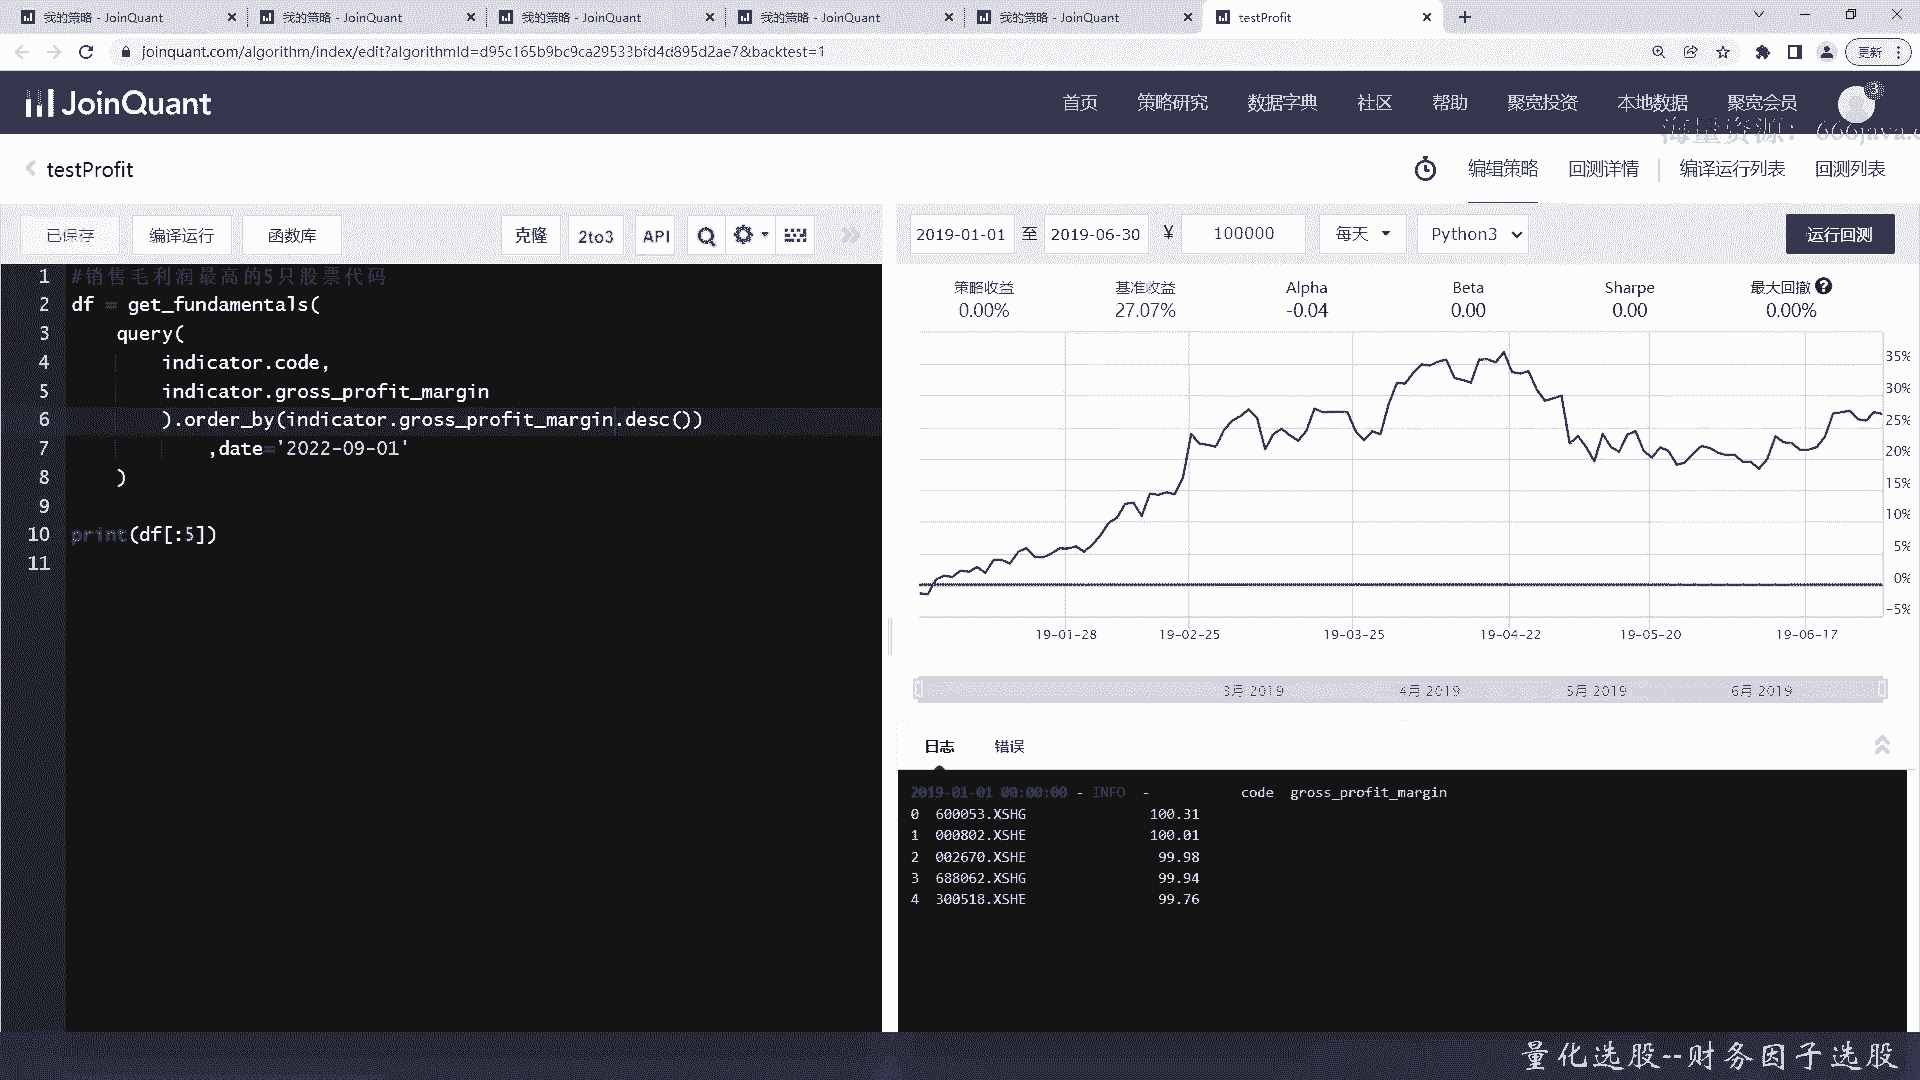 我的策略 - JoinQuant
我的策略 - JoinQuant
我的策略 - JoinQuant
我的策略 - JoinQuant
我的策略 - JoinQuant
testProfit
joinquant.com/algorithm/index/edit?algorithmId=d95c165b9bc9ca29533bfd4d895d2ae7&backtest=1
更新
JoinQuant
首页 策略研究 数据字典 社区 帮助 聚宽投资 本地数据 聚宽会员
3
海量资源：666java.c
testProfit
编辑策略 回测详情 编译运行列表 回测列表
已保存 编译运行 函数库 克隆 2to3 API
2019-01-01 至 2019-06-30 ¥ 100000 每天 Python3 运行回测
1 #销售毛利润最高的5只股票代码
2 df = get_fundamentals(
3 query(
4 indicator.code,
5 indicator.gross_profit_margin
6 ).order_by(indicator.gross_profit_margin.desc())
7 ,date='2022-09-01'
8 )
9
10 print(df[:5])
11
策略收益 基准收益 Alpha Beta Sharpe 最大回撤
0.00% 27.07% -0.04 0.00 0.00 0.00%
35%
30%
25%
20%
15%
10%
5%
0%
-5%
19-01-28 19-02-25 19-03-25 19-04-22 19-05-20 19-06-17
3月 2019 4月 2019 5月 2019 6月 2019
日志 错误
2019-01-01 00:00:00 - INFO - code gross_profit_margin
0 600053.XSHG 100.31
1 000802.XSHE 100.01
2 002670.XSHE 99.98
3 688062.XSHG 99.94
4 300518.XSHE 99.76
量化选股--财务因子选股